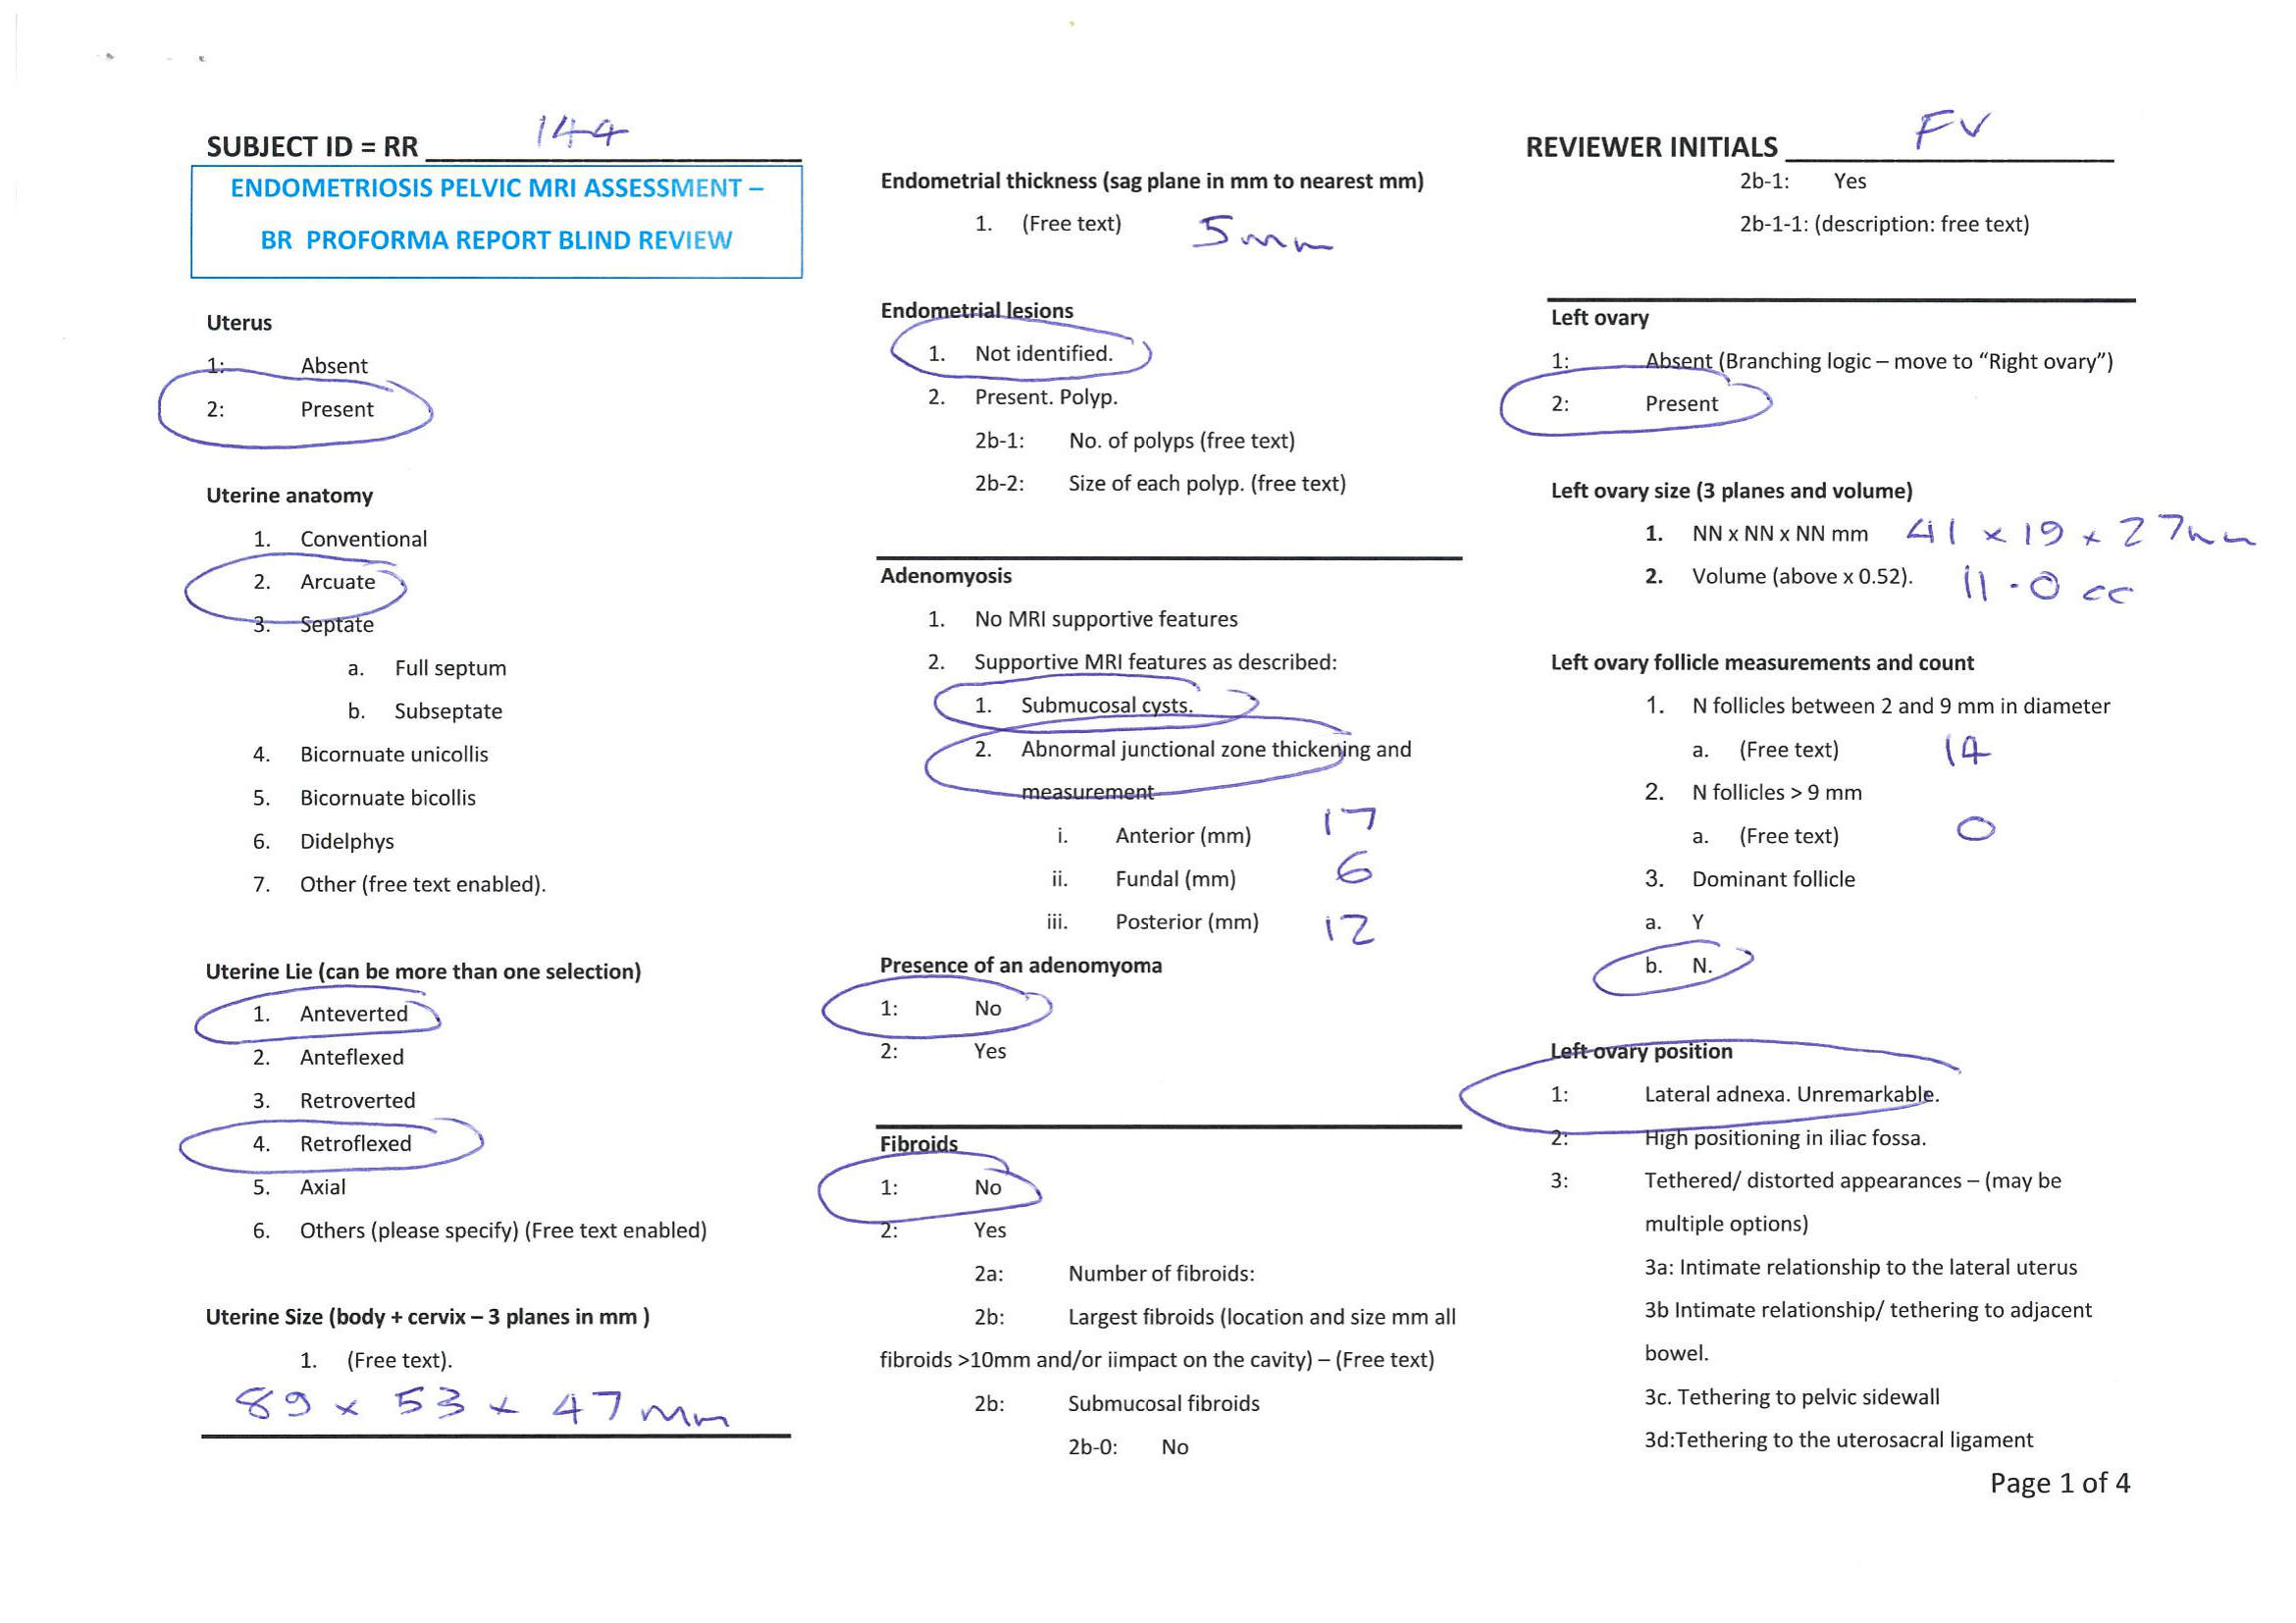 SUBJECT ID = RR 144
ENDOMETRIOSIS PELVIC MRI ASSESSMENT –
BR PROFORMA REPORT BLIND REVIEW
Uterus
1: Absent
2: Present
Uterine anatomy
1. Conventional
2. Arcuate
3. Septate
a. Full septum
b. Subseptate
4. Bicornuate unicollis
5. Bicornuate bicollis
6. Didelphys
7. Other (free text enabled).
Uterine Lie (can be more than one selection)
1. Anteverted
2. Anteflexed
3. Retroverted
4. Retroflexed
5. Axial
6. Others (please specify) (Free text enabled)
Uterine Size (body + cervix – 3 planes in mm )
1. (Free text).
89 x 53 x 47 mm
Endometrial thickness (sag plane in mm to nearest mm)
1. (Free text) 5mm
Endometrial lesions
1. Not identified.
2. Present. Polyp.
2b-1: No. of polyps (free text)
2b-2: Size of each polyp. (free text)
Adenomyosis
1. No MRI supportive features
2. Supportive MRI features as described:
1. Submucosal cysts.
2. Abnormal junctional zone thickening and
measurement
i. Anterior (mm) 17
ii. Fundal (mm) 6
iii. Posterior (mm) 12
Presence of an adenomyoma
1: No
2: Yes
Fibroids
1: No
2: Yes
2a: Number of fibroids:
2b: Largest fibroids (location and size mm all
fibroids >10mm and/or iimpact on the cavity) – (Free text)
2b: Submucosal fibroids
2b-0: No
REVIEWER INITIALS FV
2b-1: Yes
2b-1-1: (description: free text)
Left ovary
1: Absent (Branching logic – move to “Right ovary”)
2: Present
Left ovary size (3 planes and volume)
1. NN x NN x NN mm 41 x 19 x 27mm
2. Volume (above x 0.52). 11.0 cc
Left ovary follicle measurements and count
1. N follicles between 2 and 9 mm in diameter
a. (Free text) 14
2. N follicles > 9 mm
a. (Free text) 0
3. Dominant follicle
a. Y
b. N.
Left ovary position
1: Lateral adnexa. Unremarkable.
2: High positioning in iliac fossa.
3: Tethered/ distorted appearances – (may be
multiple options)
3a: Intimate relationship to the lateral uterus
3b Intimate relationship/ tethering to adjacent
bowel.
3c. Tethering to pelvic sidewall
3d:Tethering to the uterosacral ligament
Page 1 of 4